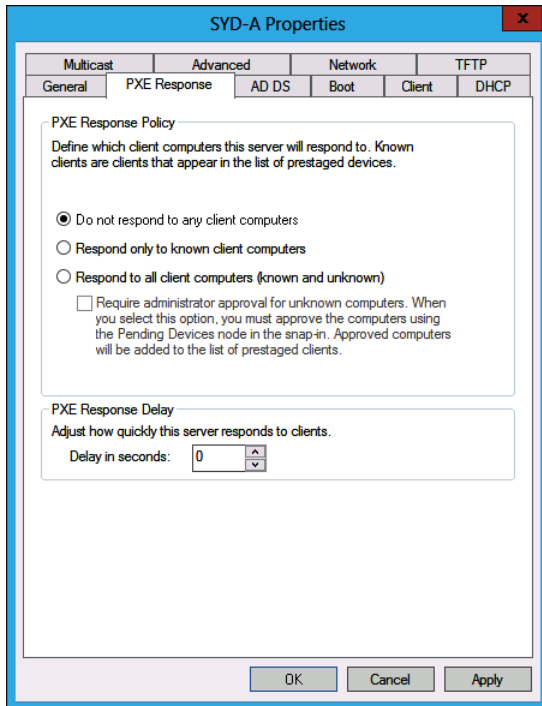 SYD-A Properties
x
Multicast Advanced Network TFTP
General PXE Response AD DS Boot Client DHCP
PXE Response Policy
Define which client computers this server will respond to. Known
clients are clients that appear in the list of prestaged devices.
Do not respond to any client computers
Respond only to known client computers
Respond to all client computers (known and unknown)
Require administrator approval for unknown computers. When
you select this option, you must approve the computers using
the Pending Devices node in the snap-in. Approved computers
will be added to the list of prestaged clients.
PXE Response Delay
Adjust how quickly this server responds to clients.
Delay in seconds: 0
OK Cancel Apply